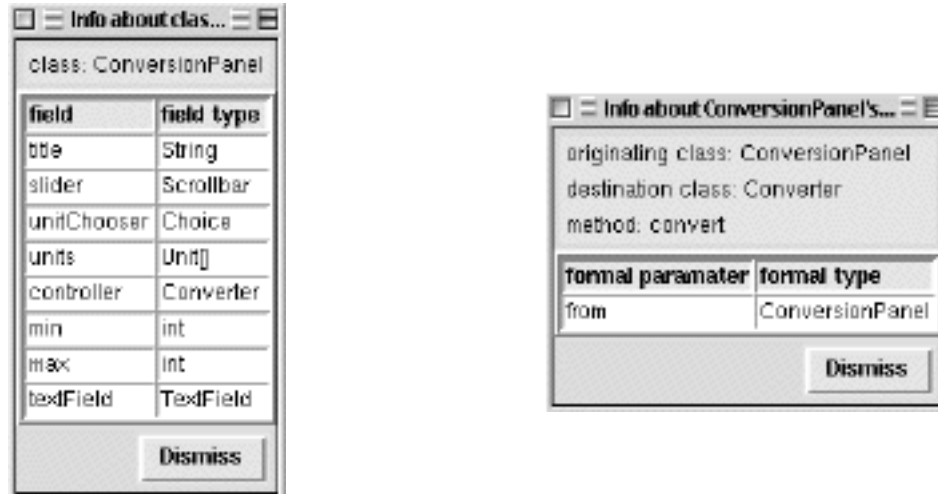 Info about clas...
class: ConversionPanel
field field type
title String
slider Scrollbar
unitChooser Choice
units Unit[]
controller Converter
min int
max int
textField TextField
Dismiss
Info about ConversionPanel's...
originating class: ConversionPanel
destination class: Converter
method: convert
formal paramater formal type
from ConversionPanel
Dismiss